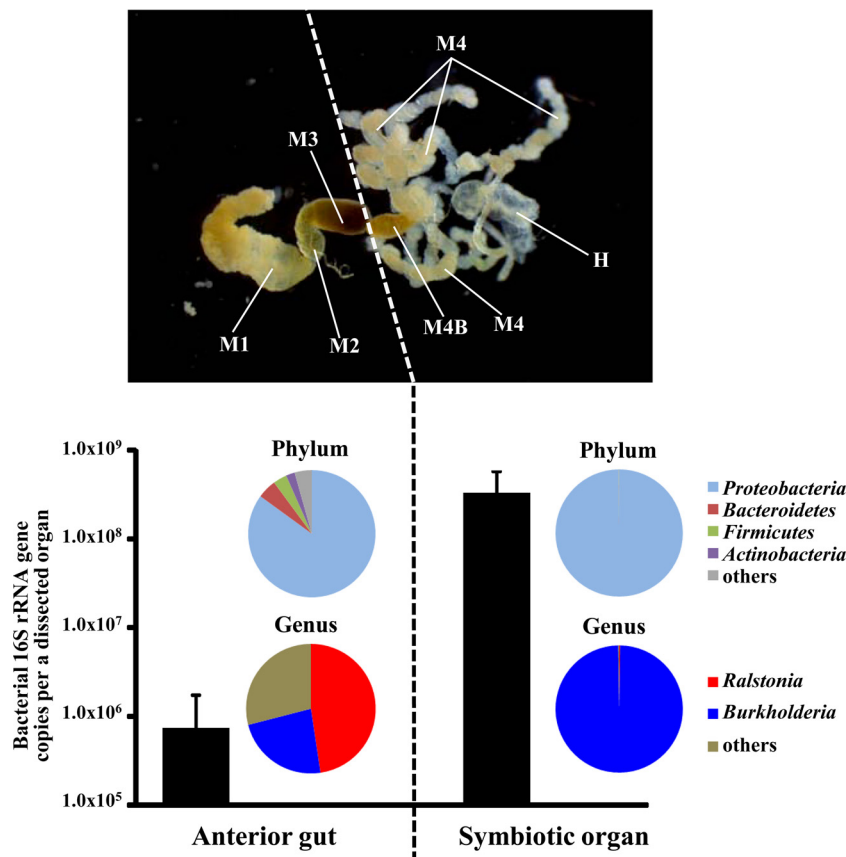 M4
M3
H
M1
M2
M4B
M4
Bacterial 16S rRNA gene
copies per a dissected organ
1.0x10⁹
1.0x10⁸
1.0x10⁷
1.0x10⁶
1.0x10⁵
Phylum
Phylum
Proteobacteria
Bacteroidetes
Firmicutes
Actinobacteria
others
Genus
Genus
Ralstonia
Burkholderia
others
Anterior gut
Symbiotic organ